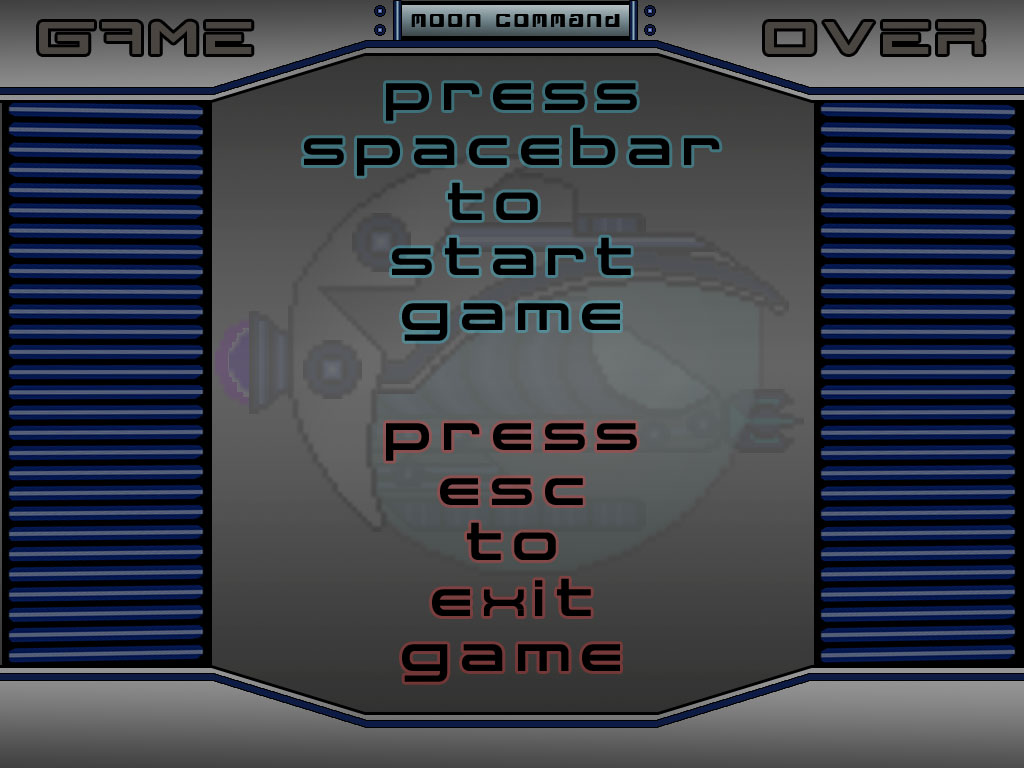 GAME
moon command
OVER
press
spacebar
to
start
game
press
esc
to
exit
game